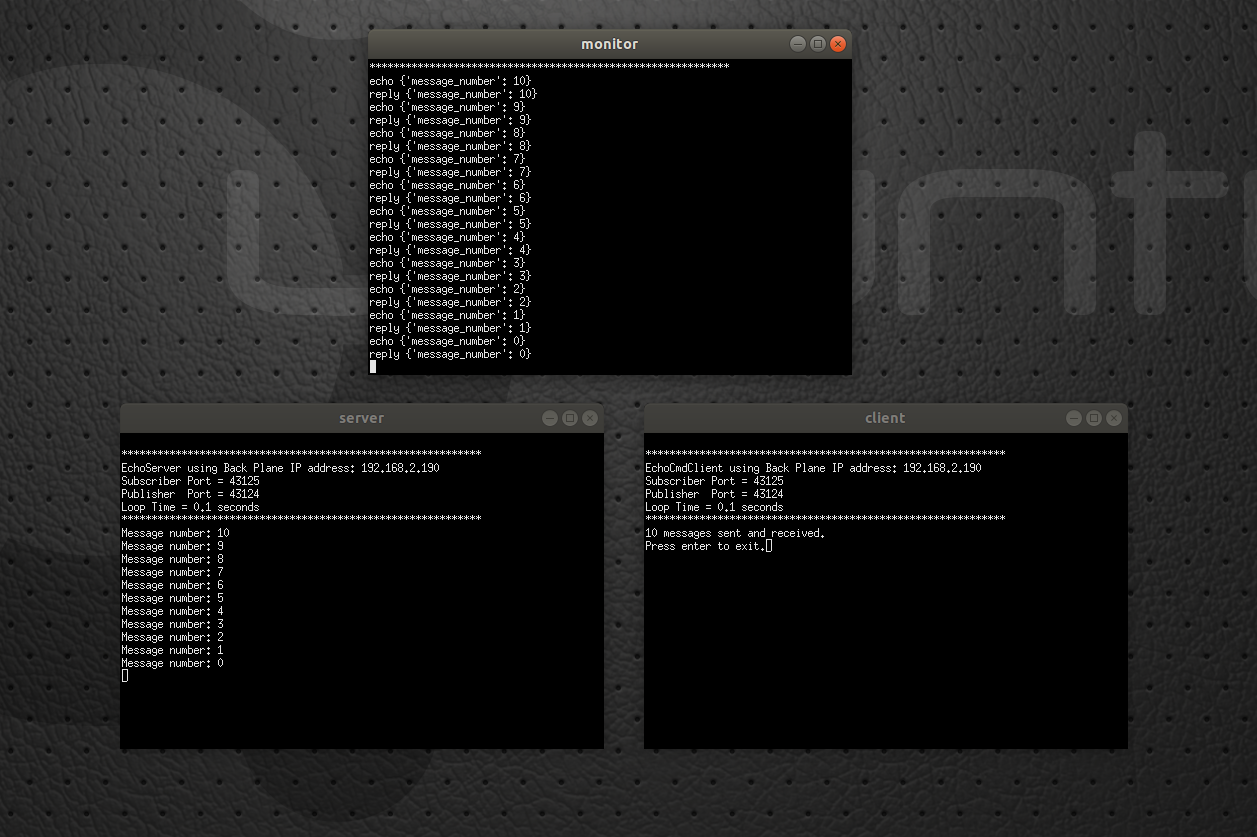 monitor
************************************************************
echo {'message_number': 10}
reply {'message_number': 10}
echo {'message_number': 9}
reply {'message_number': 9}
echo {'message_number': 8}
reply {'message_number': 8}
echo {'message_number': 7}
reply {'message_number': 7}
echo {'message_number': 6}
reply {'message_number': 6}
echo {'message_number': 5}
reply {'message_number': 5}
echo {'message_number': 4}
reply {'message_number': 4}
echo {'message_number': 3}
reply {'message_number': 3}
echo {'message_number': 2}
reply {'message_number': 2}
echo {'message_number': 1}
reply {'message_number': 1}
echo {'message_number': 0}
reply {'message_number': 0}
server
************************************************************
EchoServer using Back Plane IP address: 192.168.2.190
Subscriber Port = 43125
Publisher  Port = 43124
Loop Time = 0.1 seconds
************************************************************
Message number: 10
Message number: 9
Message number: 8
Message number: 7
Message number: 6
Message number: 5
Message number: 4
Message number: 3
Message number: 2
Message number: 1
Message number: 0
client
************************************************************
EchoCmdClient using Back Plane IP address: 192.168.2.190
Subscriber Port = 43125
Publisher  Port = 43124
Loop Time = 0.1 seconds
************************************************************
10 messages sent and received.
Press enter to exit.